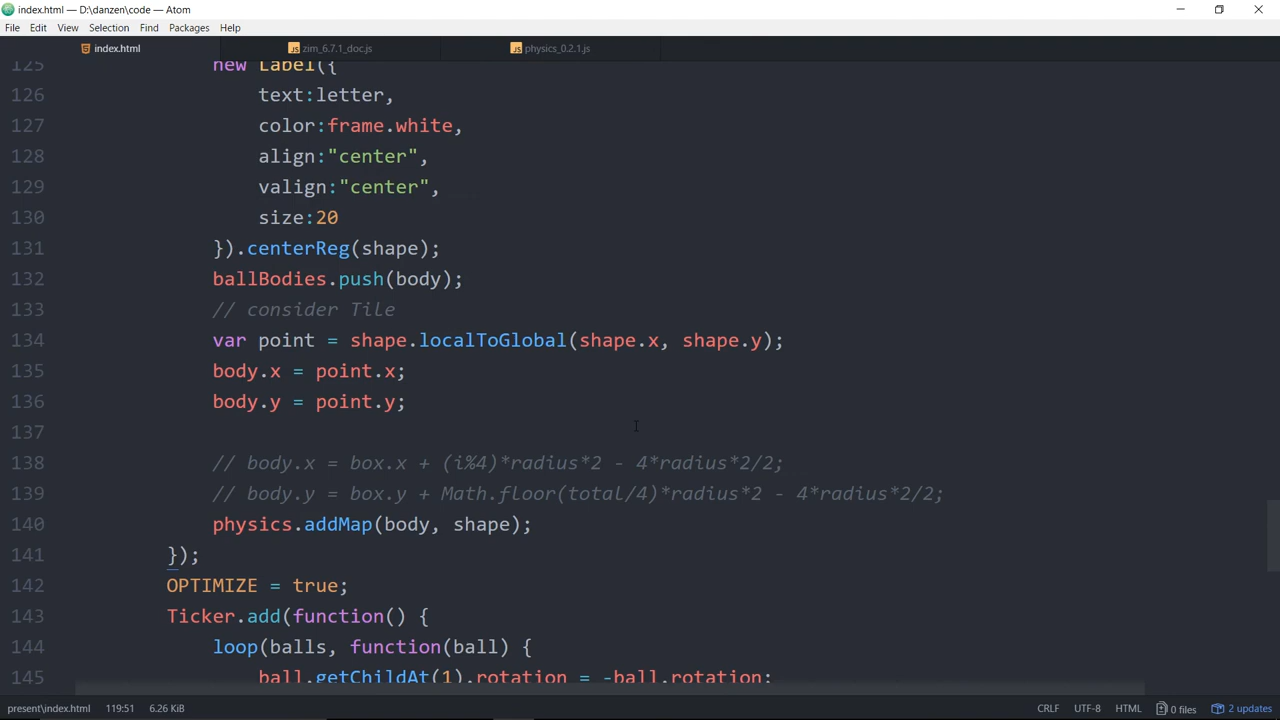 index.html — D:\danzen\code — Atom
File Edit View Selection Find Packages Help
index.html zim_6.7.1_doc.js physics_0.2.1.js
125 new Label({
126 text:letter,
127 color:frame.white,
128 align:"center",
129 valign:"center",
130 size:20
131 }).centerReg(shape);
132 ballBodies.push(body);
133 // consider Tile
134 var point = shape.localToGlobal(shape.x, shape.y);
135 body.x = point.x;
136 body.y = point.y;
137
138 // body.x = box.x + (i%4)*radius*2 - 4*radius*2/2;
139 // body.y = box.y + Math.floor(total/4)*radius*2 - 4*radius*2/2;
140 physics.addMap(body, shape);
141 });
142 OPTIMIZE = true;
143 Ticker.add(function() {
144 loop(balls, function(ball) {
145 ball.getChildAt(1).rotation = -ball.rotation;
present\index.html 119:51 6.26 KiB CRLF UTF-8 HTML 0 files 2 updates